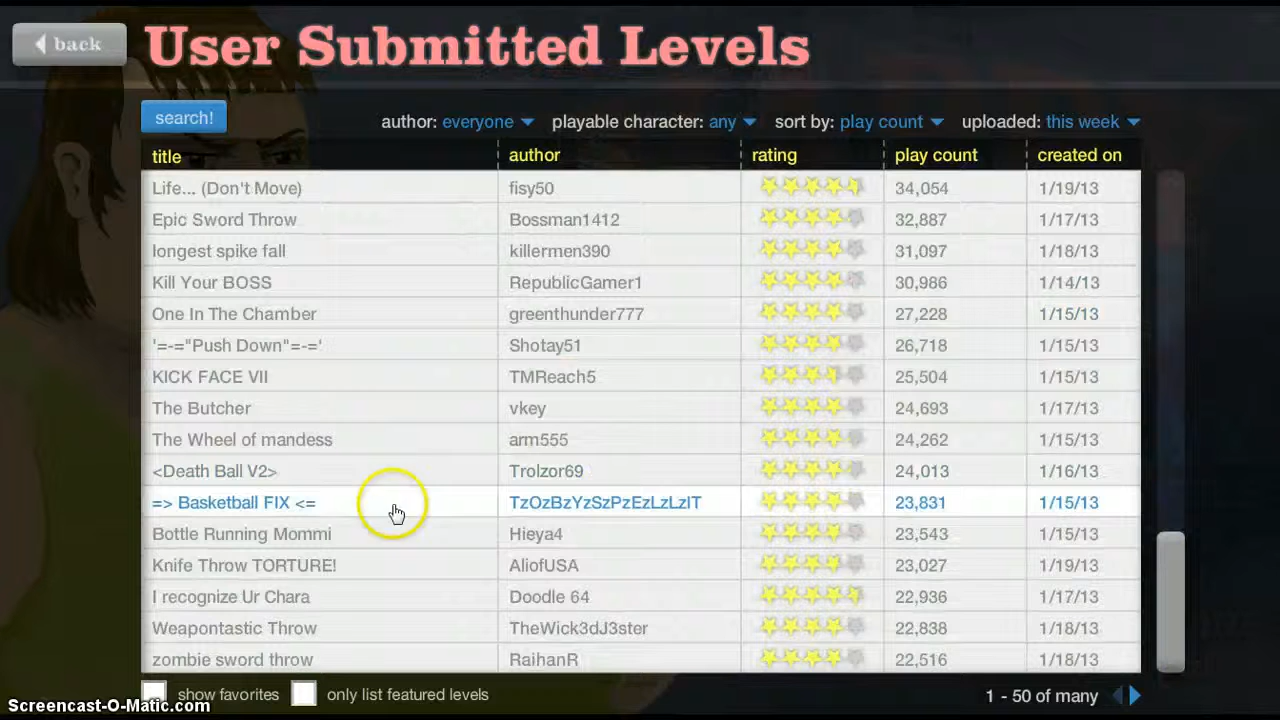 back
User Submitted Levels
search!
author: everyone playable character: any sort by: play count uploaded: this week
title author rating play count created on
Life... (Don't Move) fisy50 34,054 1/19/13
Epic Sword Throw Bossman1412 32,887 1/17/13
longest spike fall killermen390 31,097 1/18/13
Kill Your BOSS RepublicGamer1 30,986 1/14/13
One In The Chamber greenthunder777 27,228 1/15/13
'=-="Push Down"=-=' Shotay51 26,718 1/15/13
KICK FACE VII TMReach5 25,504 1/15/13
The Butcher vkey 24,693 1/17/13
The Wheel of mandess arm555 24,262 1/15/13
<Death Ball V2> Trolzor69 24,013 1/16/13
=> Basketball FIX <= TzOzBzYzSzPzEzLzLzIT 23,831 1/15/13
Bottle Running Mommi Hieya4 23,543 1/15/13
Knife Throw TORTURE! AliofUSA 23,027 1/19/13
I recognize Ur Chara Doodle 64 22,936 1/17/13
Weapontastic Throw TheWick3dJ3ster 22,838 1/18/13
zombie sword throw RaihanR 22,516 1/18/13
show favorites only list featured levels 1 - 50 of many
Screencast-O-Matic.com